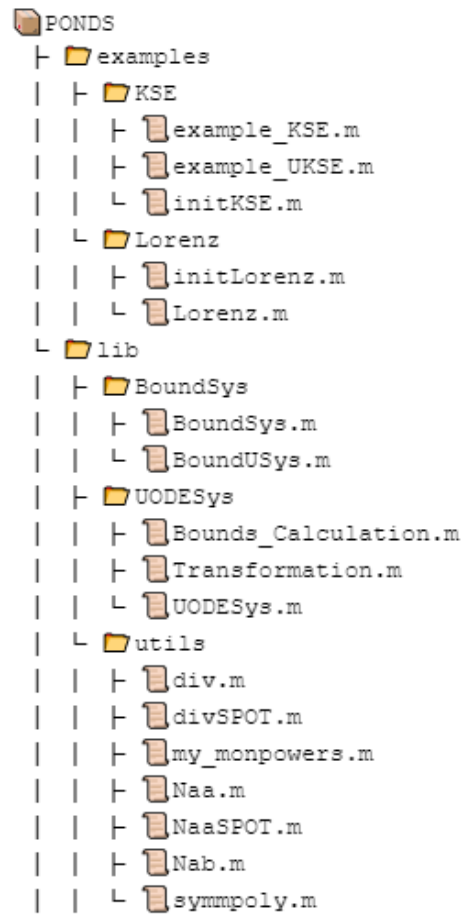 PONDS
examples
KSE
example_KSE.m
example_UKSE.m
initKSE.m
Lorenz
initLorenz.m
Lorenz.m
lib
BoundSys
BoundSys.m
BoundUSys.m
UODESys
Bounds_Calculation.m
Transformation.m
UODESys.m
utils
div.m
divSPOT.m
my_monpowers.m
Naa.m
NaaSPOT.m
Nab.m
symmpoly.m